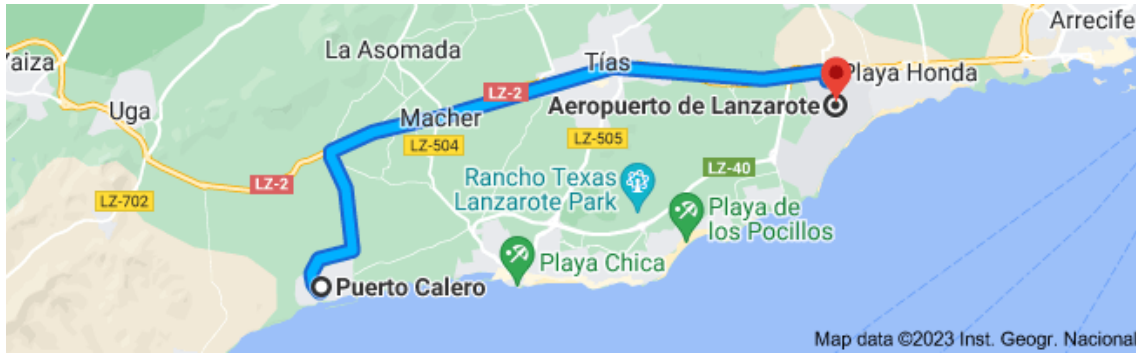 Arrecife
La Asomada
Yaiza
Tías
Playa Honda
LZ-2
Uga
Aeropuerto de Lanzarote
Macher
LZ-504
LZ-505
LZ-40
Rancho Texas
Lanzarote Park
LZ-2
LZ-702
Playa de
los Pocillos
Playa Chica
Puerto Calero
Map data ©2023 Inst. Geogr. Nacional